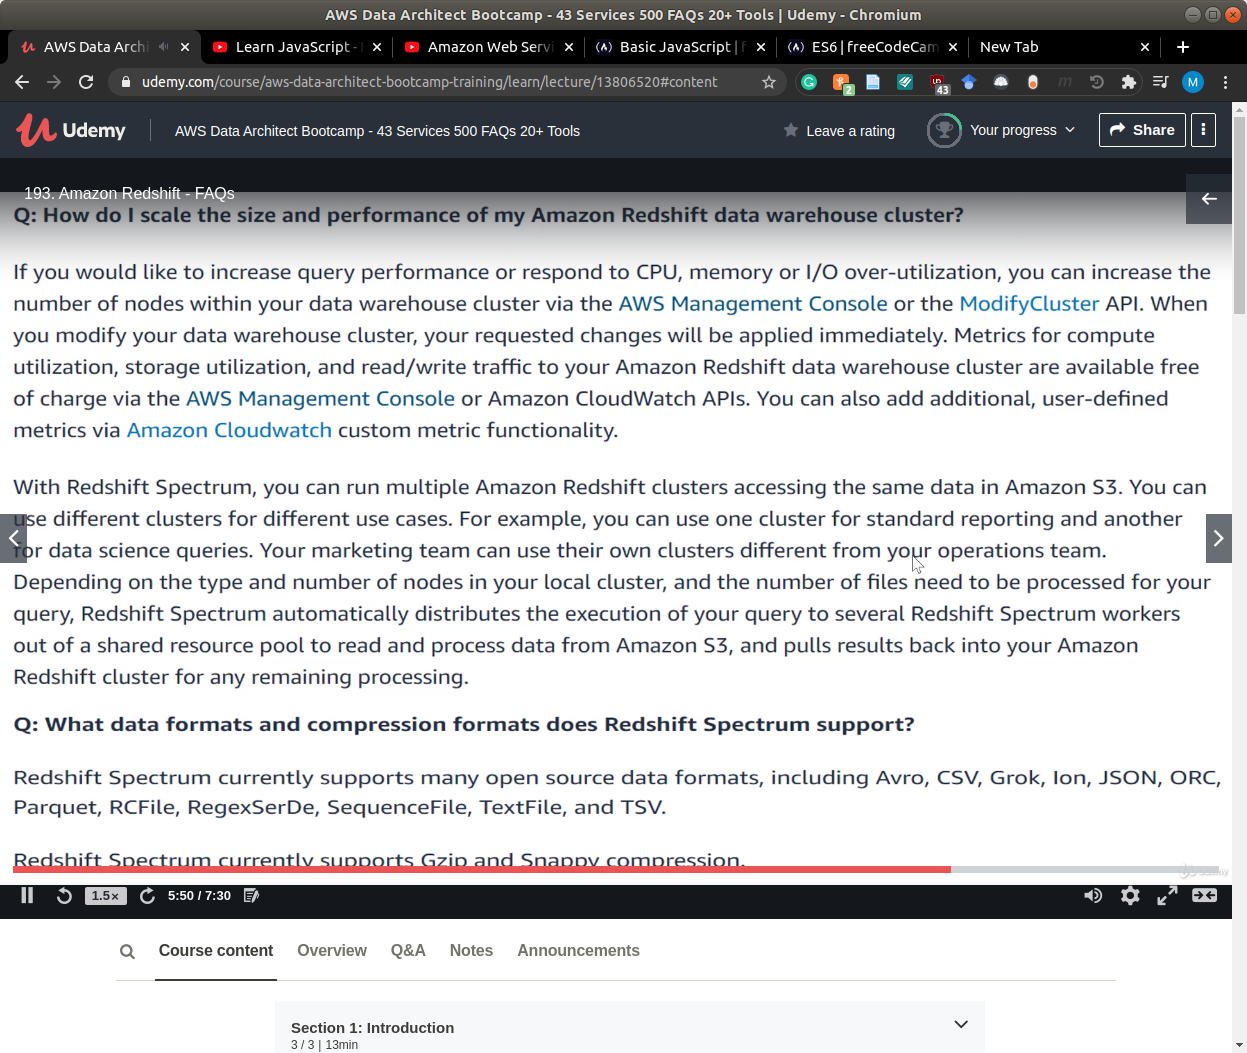 AWS Data Architect Bootcamp - 43 Services 500 FAQs 20+ Tools | Udemy - Chromium
AWS Data Archi
Learn JavaScript -
Amazon Web Servi
Basic JavaScript | f
ES6 | freeCodeCam
New Tab
udemy.com/course/aws-data-architect-bootcamp-training/learn/lecture/13806520#content
2
43
M
Udemy
AWS Data Architect Bootcamp - 43 Services 500 FAQs 20+ Tools
Leave a rating
Your progress
Share
193. Amazon Redshift - FAQs
Q: How do I scale the size and performance of my Amazon Redshift data warehouse cluster?
If you would like to increase query performance or respond to CPU, memory or I/O over-utilization, you can increase the
number of nodes within your data warehouse cluster via the AWS Management Console or the ModifyCluster API. When
you modify your data warehouse cluster, your requested changes will be applied immediately. Metrics for compute
utilization, storage utilization, and read/write traffic to your Amazon Redshift data warehouse cluster are available free
of charge via the AWS Management Console or Amazon CloudWatch APIs. You can also add additional, user-defined
metrics via Amazon Cloudwatch custom metric functionality.
With Redshift Spectrum, you can run multiple Amazon Redshift clusters accessing the same data in Amazon S3. You can
use different clusters for different use cases. For example, you can use one cluster for standard reporting and another
for data science queries. Your marketing team can use their own clusters different from your operations team.
Depending on the type and number of nodes in your local cluster, and the number of files need to be processed for your
query, Redshift Spectrum automatically distributes the execution of your query to several Redshift Spectrum workers
out of a shared resource pool to read and process data from Amazon S3, and pulls results back into your Amazon
Redshift cluster for any remaining processing.
Q: What data formats and compression formats does Redshift Spectrum support?
Redshift Spectrum currently supports many open source data formats, including Avro, CSV, Grok, Ion, JSON, ORC,
Parquet, RCFile, RegexSerDe, SequenceFile, TextFile, and TSV.
Redshift Spectrum currently supports Gzip and Snappy compression.
Udemy
1.5×
5:50 / 7:30
Course content
Overview
Q&A
Notes
Announcements
Section 1: Introduction
3 / 3 | 13min